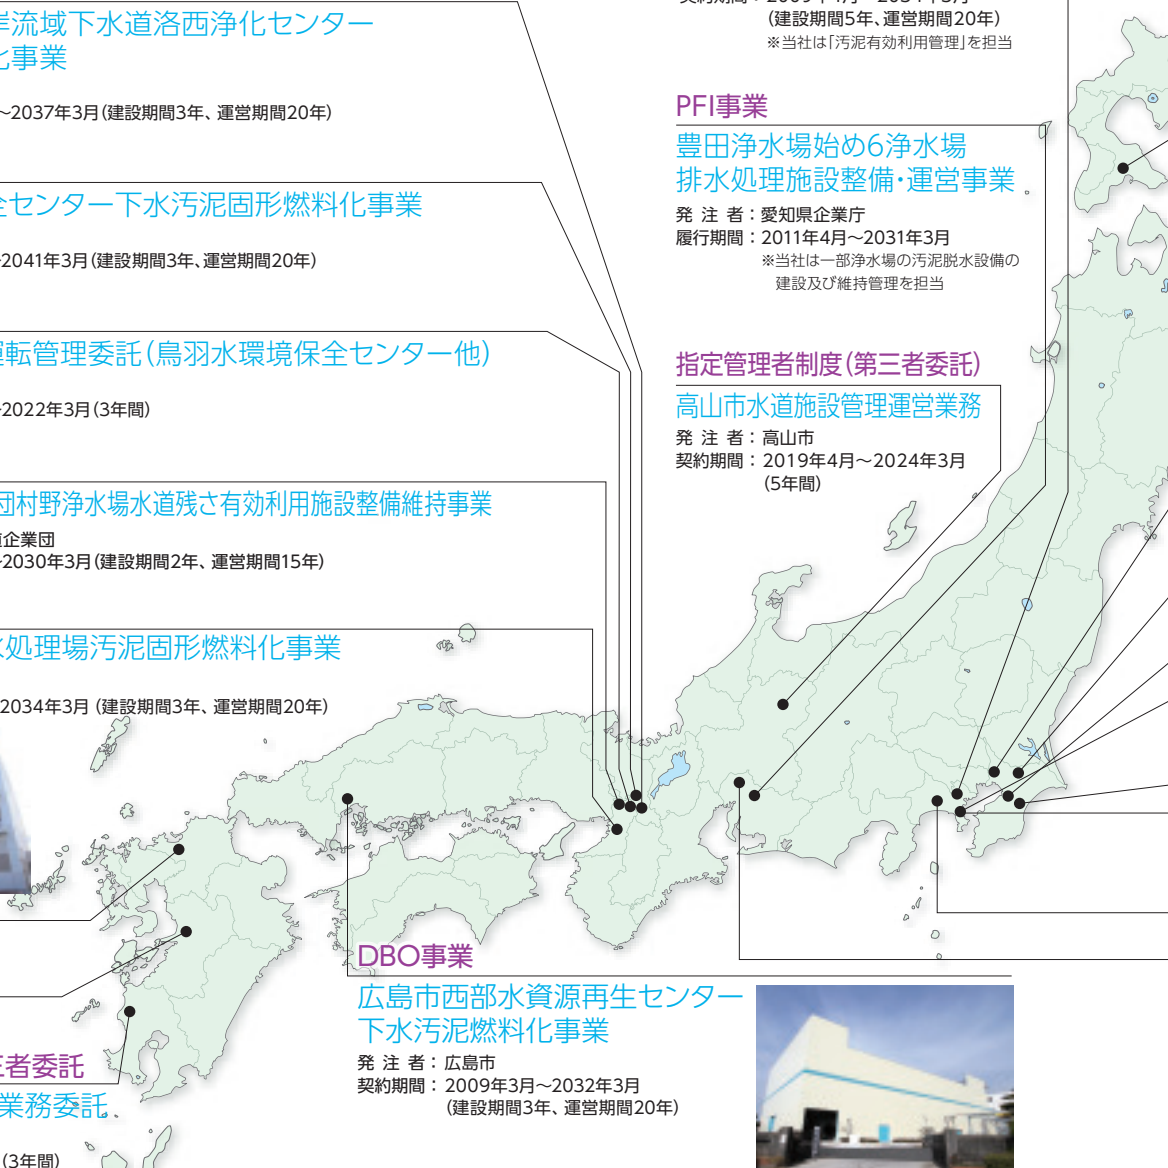 岸流域下水道洛西浄化センター
化事業
～2037年3月(建設期間3年、運営期間20年)
全センター下水汚泥固形燃料化事業
2041年3月(建設期間3年、運営期間20年)
運転管理委託(鳥羽水環境保全センター他)
2022年3月(3年間)
団村野浄水場水道残さ有効利用施設整備維持事業
道企業団
2030年3月(建設期間2年、運営期間15年)
水処理場汚泥固形燃料化事業
2034年3月(建設期間3年、運営期間20年)
(建設期間5年、運営期間20年)
※当社は「汚泥有効利用管理」を担当
PFI事業
豊田浄水場始め6浄水場
排水処理施設整備・運営事業
発注者：愛知県企業庁
履行期間：2011年4月～2031年3月
※当社は一部浄水場の汚泥脱水設備の
建設及び維持管理を担当
指定管理者制度(第三者委託)
高山市水道施設管理運営業務
発注者：高山市
契約期間：2019年4月～2024年3月
(5年間)
DBO事業
広島市西部水資源再生センター
下水汚泥燃料化事業
発注者：広島市
契約期間：2009年3月～2032年3月
(建設期間3年、運営期間20年)
三者委託
業務委託
(3年間)